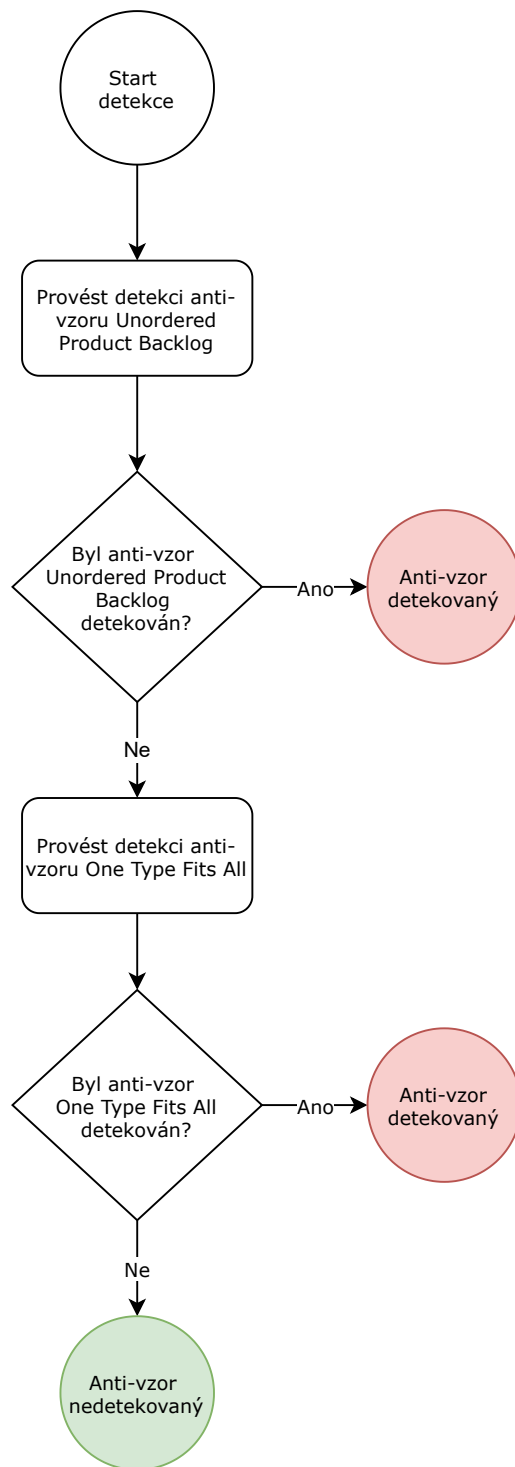 Start
detekce
Provést detekci anti-
vzoru Unordered
Product Backlog
Byl anti-vzor
Unordered Product
Backlog
detekován?
Ano
Anti-vzor
detekovaný
Ne
Provést detekci anti-
vzoru One Type Fits All
Byl anti-vzor
One Type Fits All
detekován?
Ano
Anti-vzor
detekovaný
Ne
Anti-vzor
nedetekovaný